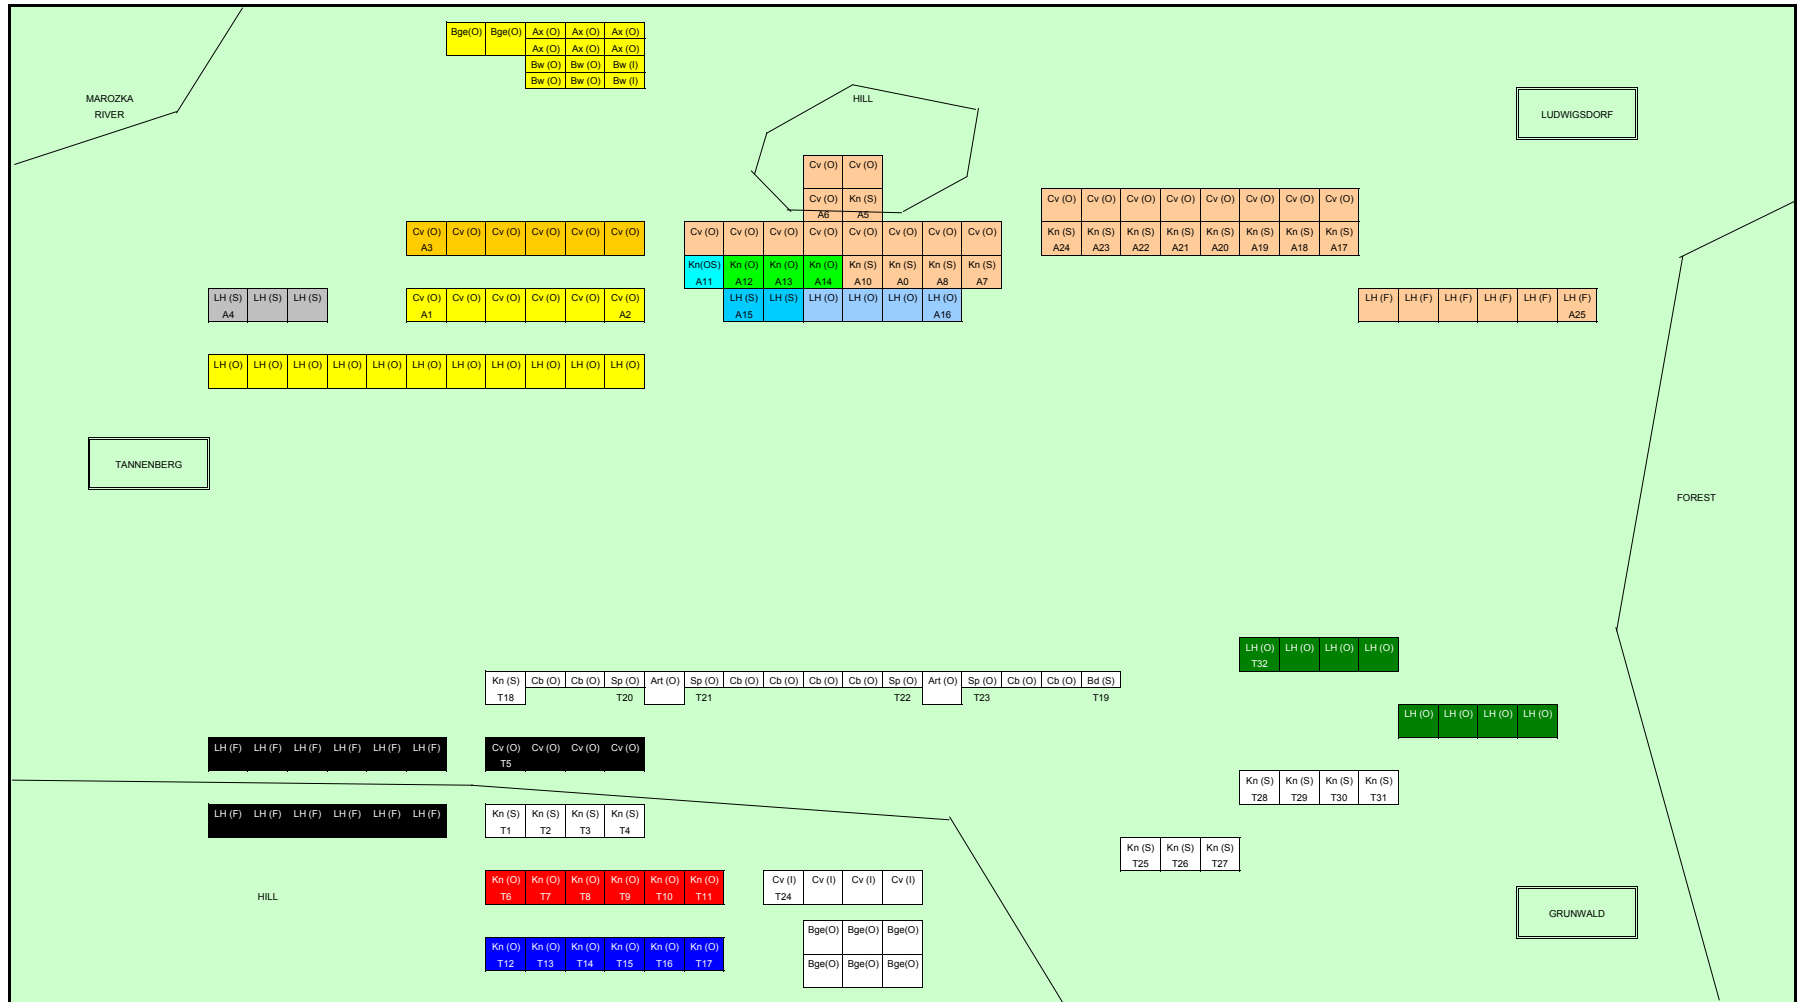 Bge(O) Bge(O) Ax (O) Ax (O) Ax (O)
Ax (O) Ax (O) Ax (O)
Bw (O) Bw (O) Bw (I)
Bw (O) Bw (O) Bw (I)
MAROZKA
RIVER
HILL
LUDWIGSDORF
Cv (O) Cv (O)
Cv (O) Kn (S)
A6 A5
Cv (O) Cv (O) Cv (O) Cv (O) Cv (O) Cv (O) Cv (O) Cv (O)
Kn (S) Kn (S) Kn (S) Kn (S) Kn (S) Kn (S) Kn (S) Kn (S)
A24 A23 A22 A21 A20 A19 A18 A17
Cv (O) Cv (O) Cv (O) Cv (O) Cv (O) Cv (O)
A3
Cv (O) Cv (O) Cv (O) Cv (O) Cv (O) Cv (O) Cv (O) Cv (O)
Kn(OS) Kn (O) Kn (O) Kn (O) Kn (S) Kn (S) Kn (S) Kn (S)
A11 A12 A13 A14 A10 A0 A8 A7
LH (S) LH (S) LH (S)
A4
Cv (O) Cv (O) Cv (O) Cv (O) Cv (O) Cv (O)
A1 A2
LH (S) LH (S) LH (O) LH (O) LH (O) LH (O)
A15 A16
LH (F) LH (F) LH (F) LH (F) LH (F) LH (F)
A25
LH (O) LH (O) LH (O) LH (O) LH (O) LH (O) LH (O) LH (O) LH (O) LH (O) LH (O)
TANNENBERG
FOREST
LH (O) LH (O) LH (O) LH (O)
T32
Kn (S) Cb (O) Cb (O) Sp (O) Art (O) Sp (O) Cb (O) Cb (O) Cb (O) Cb (O) Sp (O) Art (O) Sp (O) Cb (O) Cb (O) Bd (S)
T18 T20 T21 T22 T23 T19
LH (O) LH (O) LH (O) LH (O)
LH (F) LH (F) LH (F) LH (F) LH (F) LH (F)
Cv (O) Cv (O) Cv (O) Cv (O)
T5
Kn (S) Kn (S) Kn (S) Kn (S)
T28 T29 T30 T31
LH (F) LH (F) LH (F) LH (F) LH (F) LH (F)
Kn (S) Kn (S) Kn (S) Kn (S)
T1 T2 T3 T4
Kn (S) Kn (S) Kn (S)
T25 T26 T27
HILL
Kn (O) Kn (O) Kn (O) Kn (O) Kn (O) Kn (O)
T6 T7 T8 T9 T10 T11
Cv (I) Cv (I) Cv (I) Cv (I)
T24
GRUNWALD
Bge(O) Bge(O) Bge(O)
Kn (O) Kn (O) Kn (O) Kn (O) Kn (O) Kn (O)
T12 T13 T14 T15 T16 T17
Bge(O) Bge(O) Bge(O)